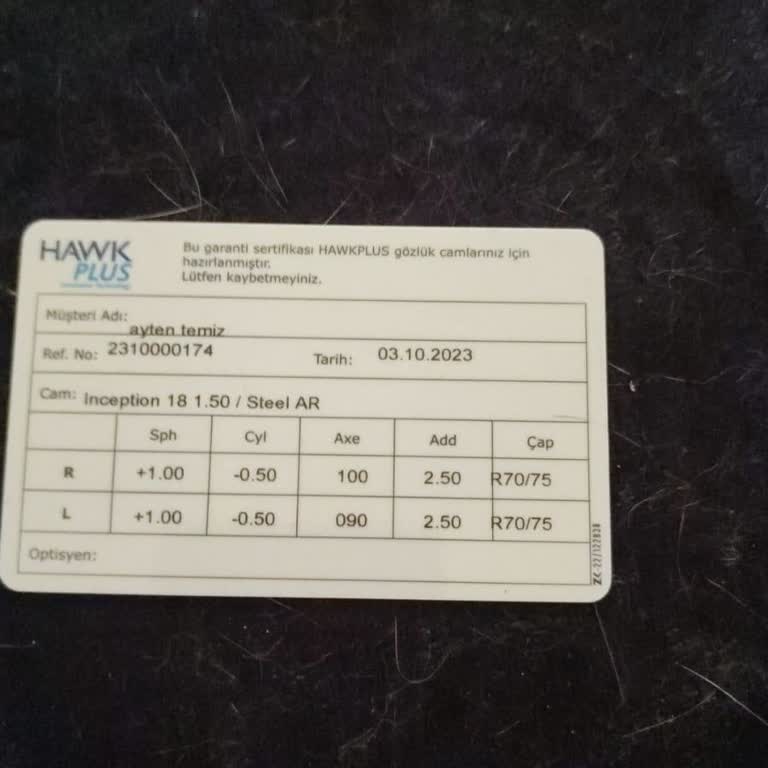 HAWK
PLUS
Bu garanti sertifikası HAWKPLUS gözlük camlarınız için
hazırlanmıştır.
Lütfen kaybetmeyiniz.
Müşteri Adı:
ayten temiz
Ref. No: 2310000174 Tarih: 03.10.2023
Cam: Inception 18 1.50 / Steel AR
Sph Cyl Axe Add Çap
R +1.00 -0.50 100 2.50 R70/75
L +1.00 -0.50 090 2.50 R70/75
Optisyen: